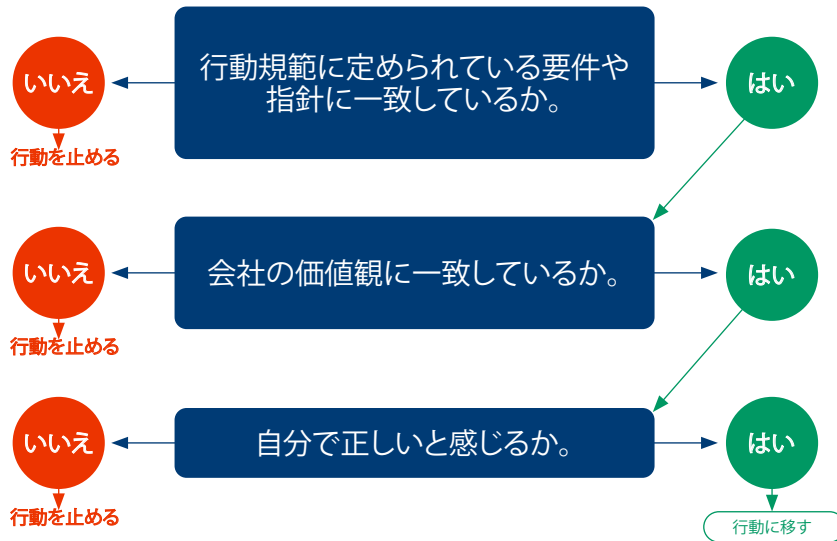 いいえ
行動規範に定められている要件や
指針に一致しているか。
はい
行動を止める
いいえ
会社の価値観に一致しているか。
はい
行動を止める
いいえ
自分で正しいと感じるか。
はい
行動を止める
行動に移す